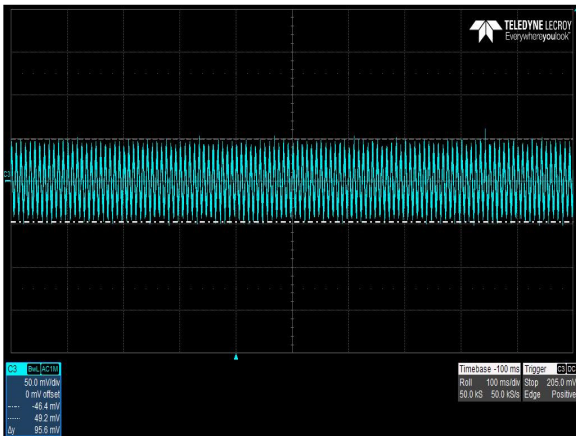 TELEDYNE LECROY
Everywhereyoulook™
C3
C3 BwL AC1M
50.0 mV/div
0 mV offset
-46.4 mV
49.2 mV
Δy 95.6 mV
Timebase -100 ms
Roll 100 ms/div
50.0 kS 50.0 kS/s
Trigger C3 DC
Stop 205.0 mV
Edge Positive